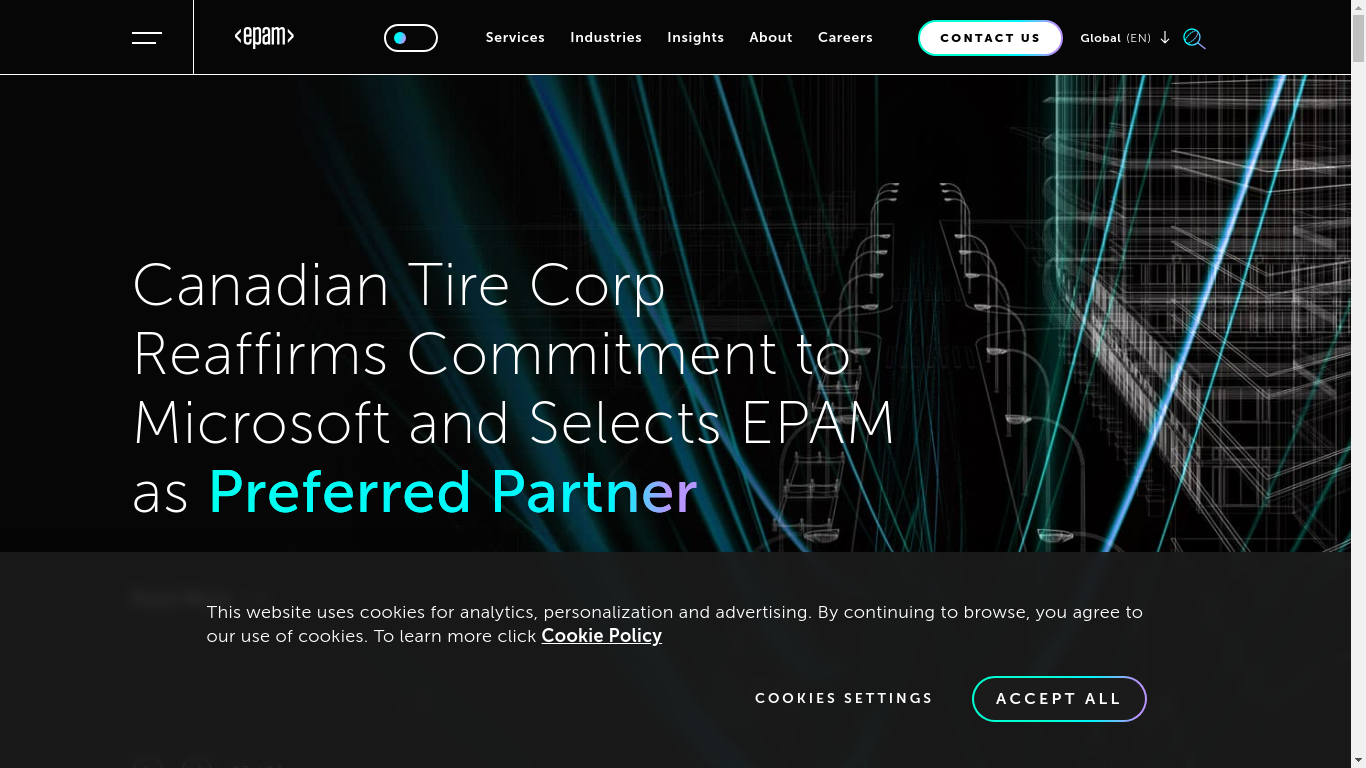 <epam>
Services
Industries
Insights
About
Careers
CONTACT US
Global (EN)
Canadian Tire Corp
Reaffirms Commitment to
Microsoft and Selects EPAM
as Preferred Partner
This website uses cookies for analytics, personalization and advertising. By continuing to browse, you agree to
our use of cookies. To learn more click Cookie Policy
COOKIES SETTINGS
ACCEPT ALL